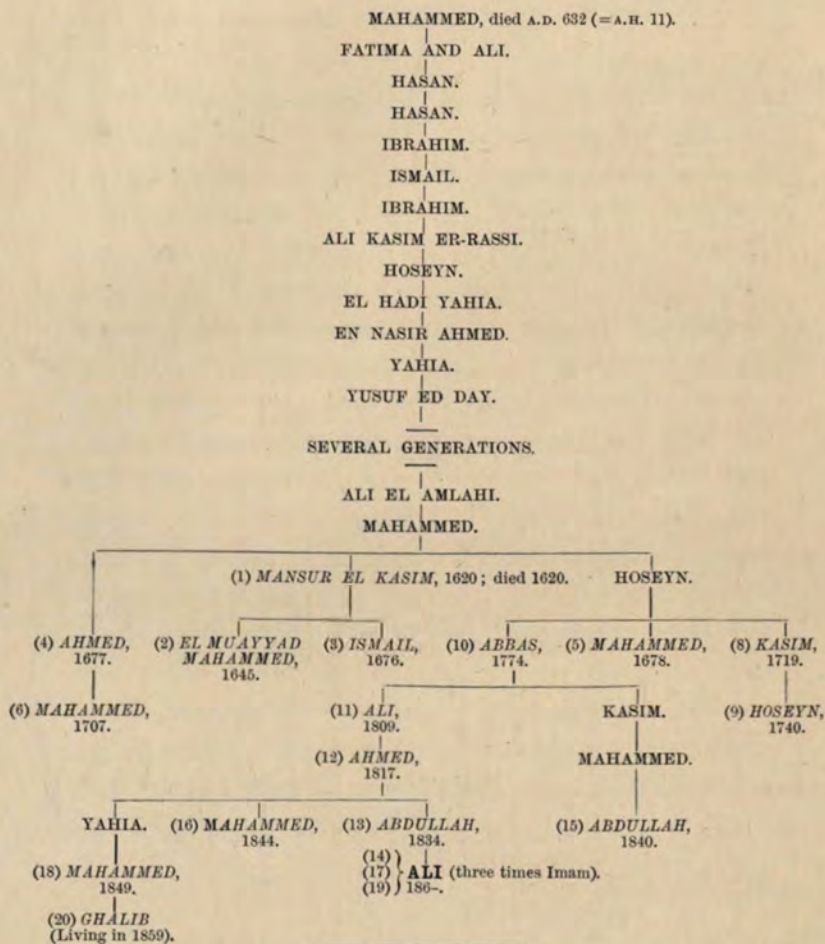 MAHAMMED, died A.D. 632 (=A.H. 11).
FATIMA AND ALI.
HASAN.
HASAN.
IBRAHIM.
ISMAIL.
IBRAHIM.
ALI KASIM ER-RASSI.
HOSEYN.
EL HADI YAHIA.
EN NASIR AHMED.
YAHIA.
YUSUF ED DAY.
SEVERAL GENERATIONS.
ALI EL AMLAHI.
MAHAMMED.
(1) MANSUR EL KASIM, 1620; died 1620. HOSEYN.
(4) AHMED, (2) EL MUAYYAD (3) ISMAIL, (10) ABBAS, (5) MAHAMMED, (8) KASIM,
1677. MAHAMMED, 1676. 1774. 1678. 1719.
1645.
(6) MAHAMMED, (11) ALI, KASIM. (9) HOSEYN,
1707. 1809. 1740.
(12) AHMED, MAHAMMED.
1817.
YAHIA. (16) MAHAMMED, (13) ABDULLAH, (15) ABDULLAH,
1844. 1834. 1840.
(14)
(18) MAHAMMED, (17) ALI (three times Imam).
1849. (19) 186-.
(20) GHALIB
(Living in 1859).